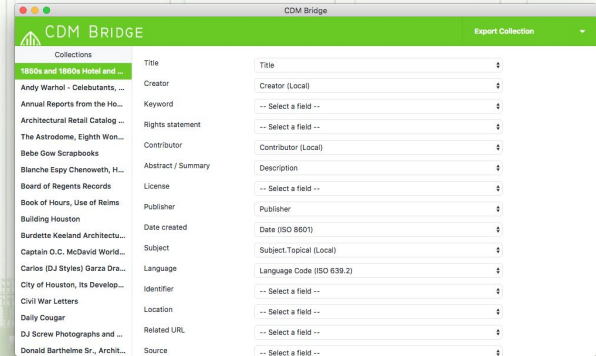 CDM Bridge
CDM BRIDGE
Export Collection
Collections
1850s and 1860s Hotel and ...
Andy Warhol - Celebutants, ...
Annual Reports from the Ho...
Architectural Retail Catalog ...
The Astrodome, Eighth Won...
Bebe Gow Scrapbooks
Blanche Espy Chenoweth, H...
Board of Regents Records
Book of Hours, Use of Reims
Building Houston
Burdette Keeland Architectu...
Captain O.C. McDavid World...
Carlos (DJ Styles) Garza Dra...
City of Houston, Its Develop...
Civil War Letters
Daily Cougar
DJ Screw Photographs and ...
Donald Barthelme Sr., Archit...
Title Title
Creator Creator (Local)
Keyword -- Select a field --
Rights statement -- Select a field --
Contributor Contributor (Local)
Abstract / Summary Description
License -- Select a field --
Publisher Publisher
Date created Date (ISO 8601)
Subject Subject.Topical (Local)
Language Language Code (ISO 639.2)
Identifier -- Select a field --
Location -- Select a field --
Related URL -- Select a field --
Source -- Select a field --